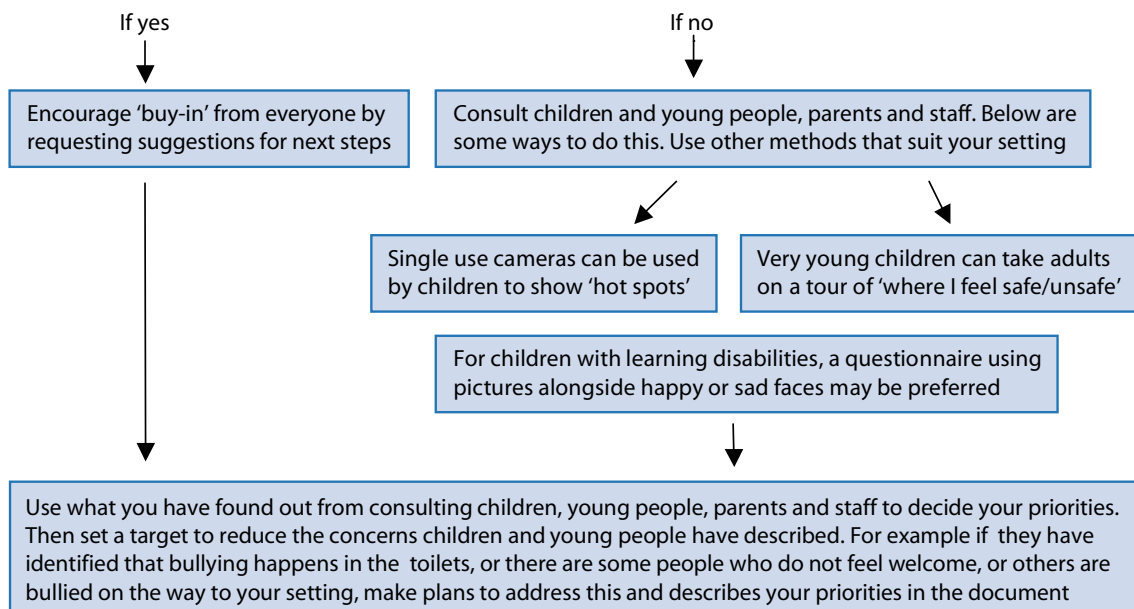 If yes
If no
Encourage ‘buy-in’ from everyone by
requesting suggestions for next steps
Consult children and young people, parents and staff. Below are
some ways to do this. Use other methods that suit your setting
Single use cameras can be used
by children to show ‘hot spots’
Very young children can take adults
on a tour of ‘where I feel safe/unsafe’
For children with learning disabilities, a questionnaire using
pictures alongside happy or sad faces may be preferred
Use what you have found out from consulting children, young people, parents and staff to decide your priorities.
Then set a target to reduce the concerns children and young people have described. For example if they have
identified that bullying happens in the toilets, or there are some people who do not feel welcome, or others are
bullied on the way to your setting, make plans to address this and describes your priorities in the document